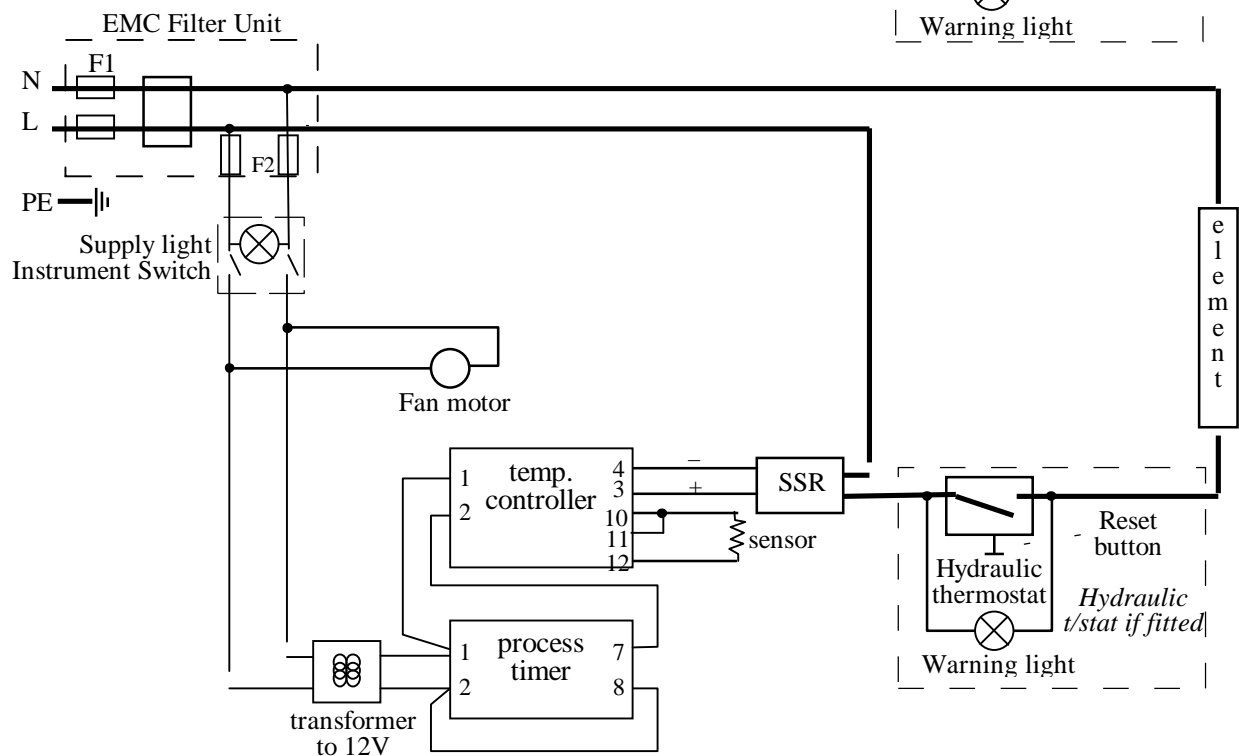 EMC Filter Unit
Warning light
F1
N
L
F2
PE
Supply light
Instrument Switch
Fan motor
e
l
e
m
e
n
t
1
2
temp.
controller
4
3
10
11
12
–
+
SSR
sensor
Reset
button
Hydraulic
thermostat
Hydraulic
t/stat if fitted
Warning light
1
2
process
timer
7
8
transformer
to 12V